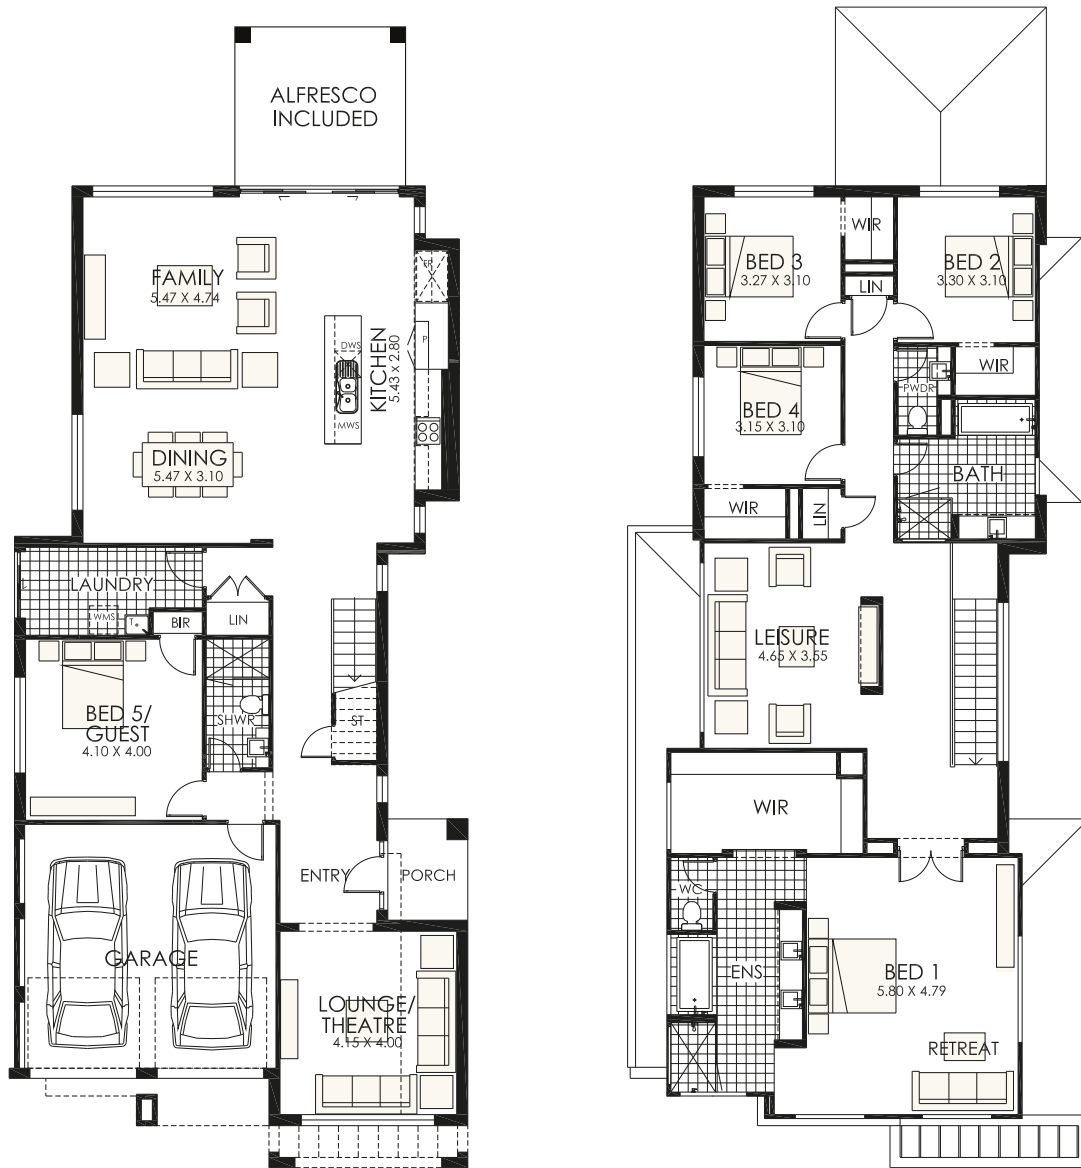 ALFRESCO
INCLUDED
FAMILY
5.47 X 4.74
FR
P
DWS
KITCHEN
5.43 x 2.80
MWS
DINING
5.47 X 3.10
LAUNDRY
WMS
T
BIR
LIN
BED 5/
GUEST
4.10 X 4.00
SHWR
ST
ENTRY
PORCH
GARAGE
LOUNGE/
THEATRE
4.15 X 4.00
BED 3
3.27 X 3.10
WIR
LIN
BED 2
3.30 X 3.10
WIR
PWDR
BED 4
3.15 X 3.10
BATH
WIR
LIN
LEISURE
4.65 X 3.55
WIR
WC
ENS
BED 1
5.80 X 4.79
RETREAT